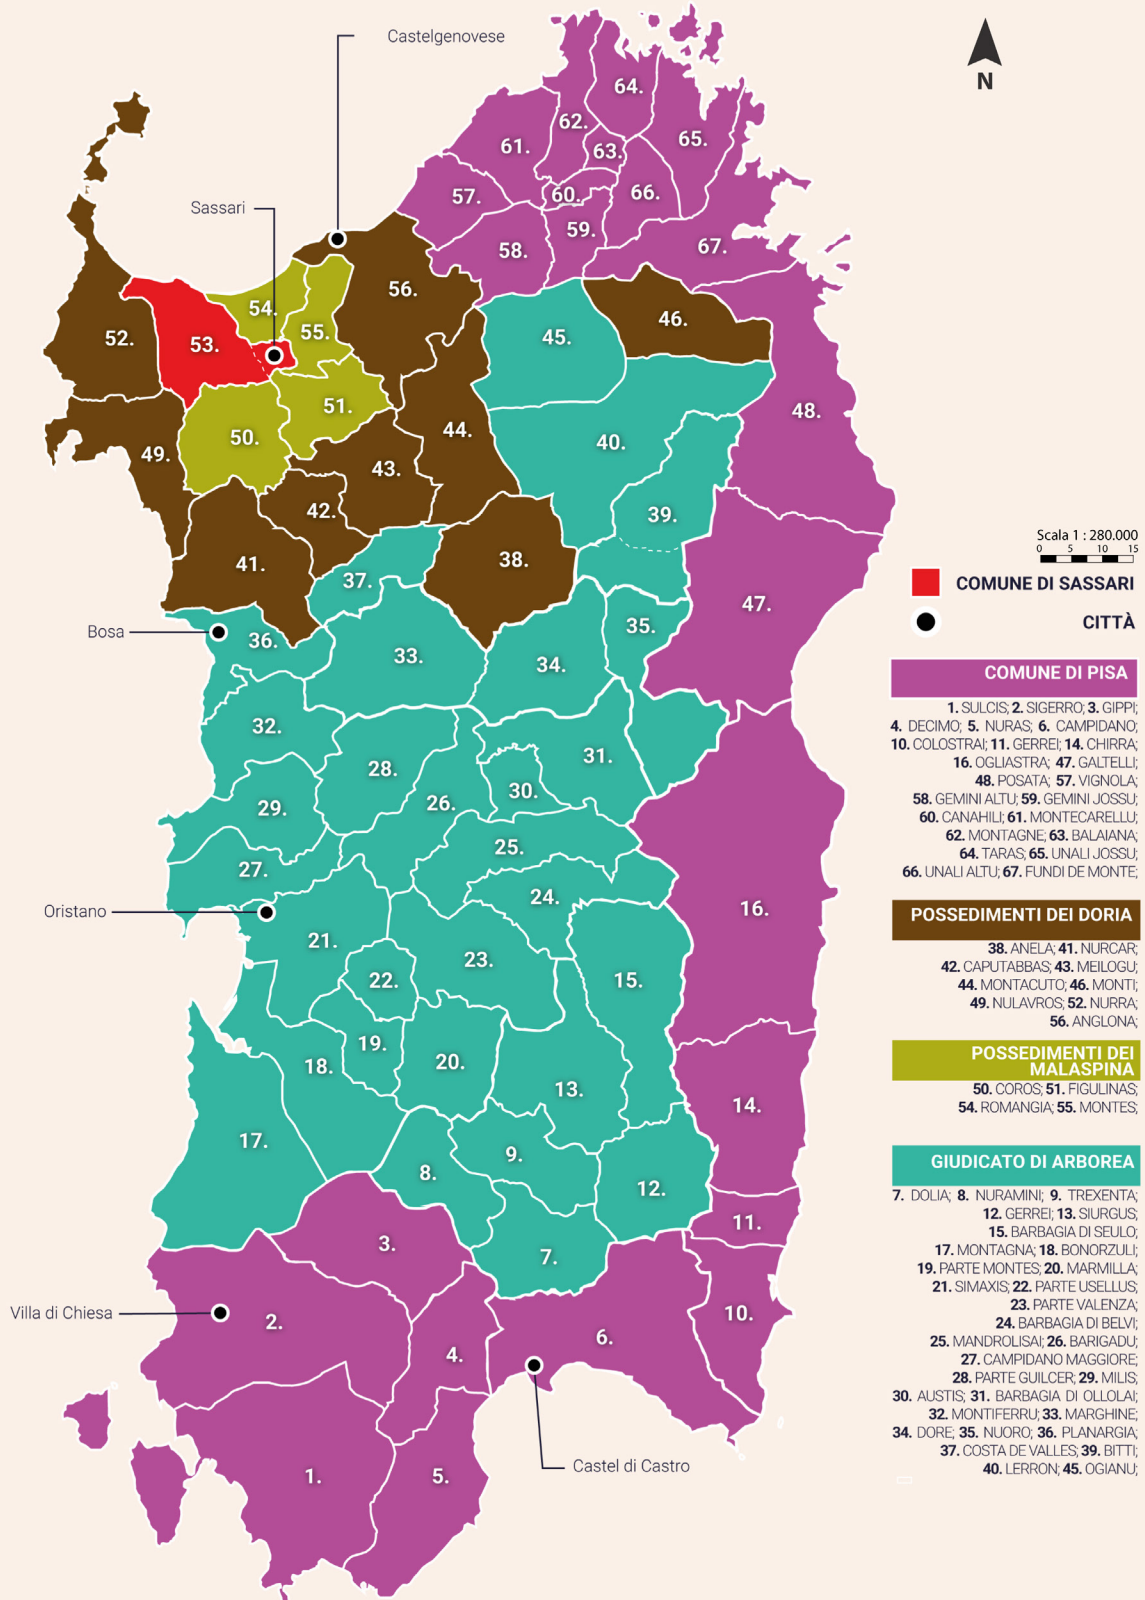 Castelgenovese
N
64.
62.
65.
61.
63.
57.
60.
66.
Sassari
59.
58.
67.
56.
54.
46.
55.
52.
53.
45.
51.
48.
44.
50.
40.
49.
43.
42.
39.
Scala 1 : 280.000
0 5 10 15
38.
41.
37.
COMUNE DI SASSARI
47.
CITTÀ
35.
Bosa
36.
33.
34.
COMUNE DI PISA
1. SULCIS; 2. SIGERRO; 3. GIPPI;
4. DECIMO; 5. NURAS; 6. CAMPIDANO;
10. COLOSTRAI; 11. GERREI; 14. CHIRRA;
16. OGLIASTRA; 47. GALTELLI;
48. POSATA; 57. VIGNOLA;
58. GEMINI ALTU; 59. GEMINI JOSSU;
60. CANAHILI; 61. MONTECARELLU;
62. MONTAGNE; 63. BALAIANA;
64. TARAS; 65. UNALI JOSSU;
66. UNALI ALTU; 67. FUNDI DE MONTE;
32.
31.
28.
30.
26.
29.
25.
27.
24.
Oristano
16.
21.
23.
22.
15.
POSSEDIMENTI DEI DORIA
38. ANELA; 41. NURCAR;
42. CAPUTABBAS; 43. MEILOGU;
44. MONTACUTO; 46. MONTI;
49. NULAVROS; 52. NURRA;
56. ANGLONA;
19.
18.
20.
13.
14.
POSSEDIMENTI DEI
MALASPINA
50. COROS; 51. FIGULINAS;
54. ROMANGIA; 55. MONTES;
17.
9.
8.
12.
11.
3.
7.
GIUDICATO DI ARBOREA
7. DOLIA; 8. NURAMINI; 9. TREXENTA;
12. GERREI; 13. SIURGUS;
15. BARBAGIA DI SEULO;
17. MONTAGNA; 18. BONORZULI;
19. PARTE MONTES; 20. MARMILLA;
21. SIMAXIS; 22. PARTE USELLUS;
23. PARTE VALENZA;
24. BARBAGIA DI BELVI;
25. MANDROLISAI; 26. BARIGADU;
27. CAMPIDANO MAGGIORE;
28. PARTE GUILCER; 29. MILIS;
30. AUSTIS; 31. BARBAGIA DI OLLOLAI;
32. MONTIFERRU; 33. MARGHINE;
34. DORE; 35. NUORO; 36. PLANARGIA;
37. COSTA DE VALLES; 39. BITTI;
40. LERRON; 45. OGIANU;
Villa di Chiesa
2.
10.
6.
4.
Castel di Castro
1.
5.